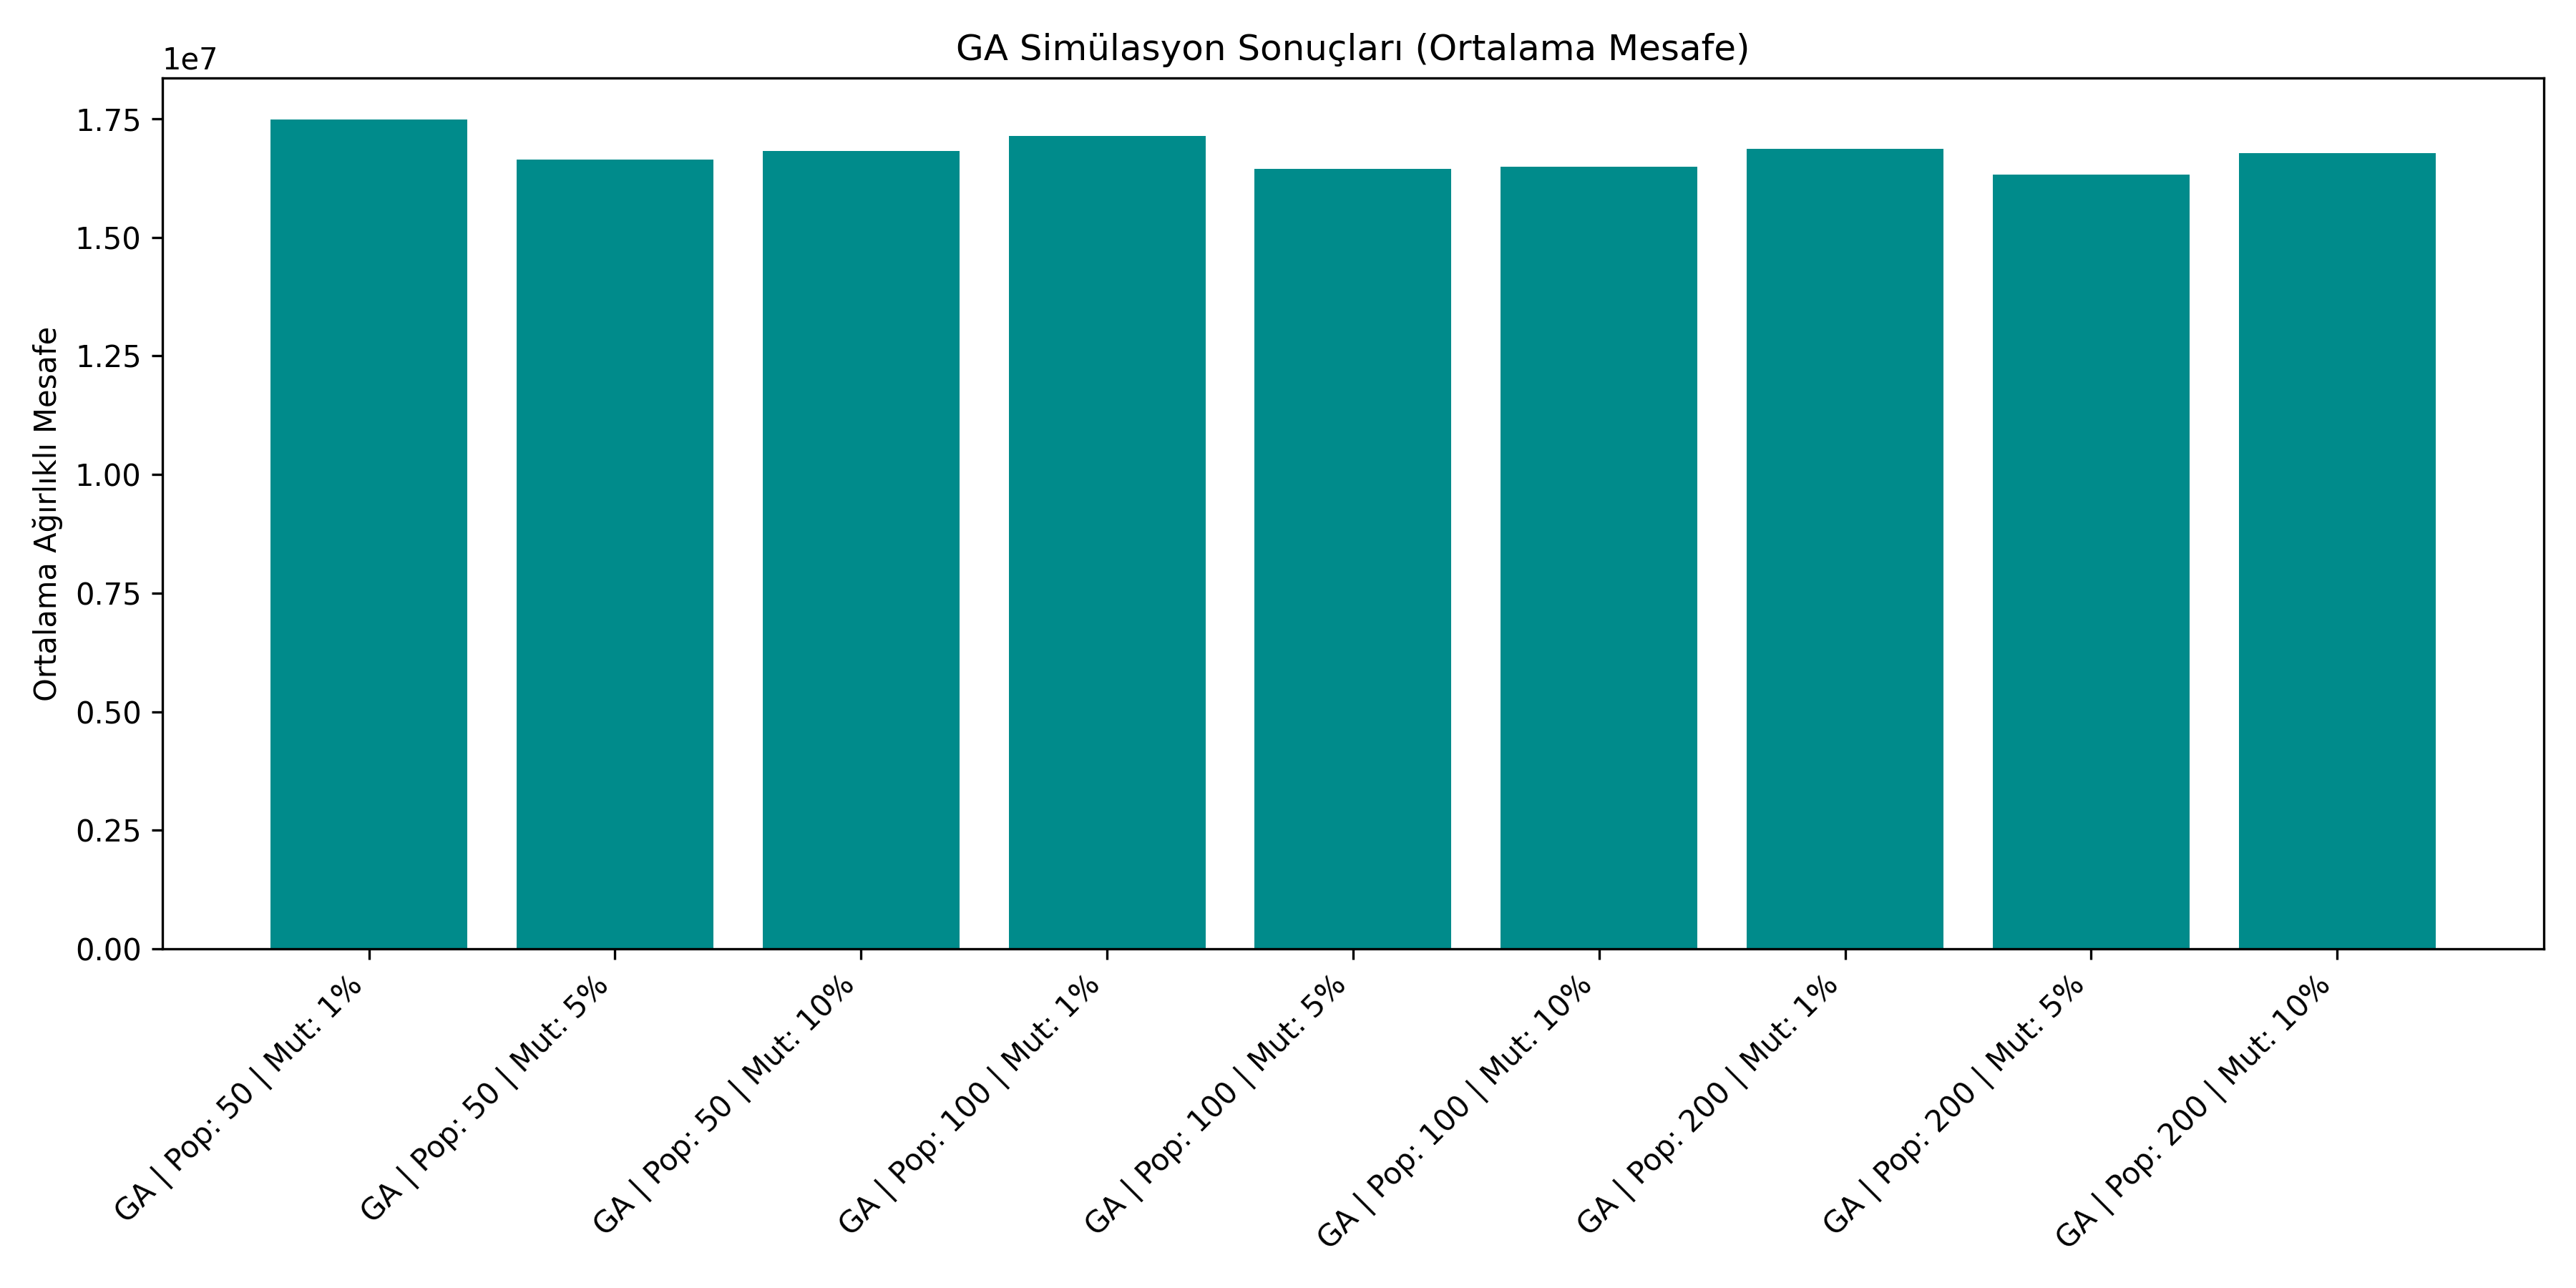 GA Simülasyon Sonuçları (Ortalama Mesafe)
1e7
1.75
1.50
1.25
1.00
0.75
0.50
0.25
0.00
Ortalama Ağırlıklı Mesafe
GA | Pop: 50 | Mut: 1%
GA | Pop: 50 | Mut: 5%
GA | Pop: 50 | Mut: 10%
GA | Pop: 100 | Mut: 1%
GA | Pop: 100 | Mut: 5%
GA | Pop: 100 | Mut: 10%
GA | Pop: 200 | Mut: 1%
GA | Pop: 200 | Mut: 5%
GA | Pop: 200 | Mut: 10%